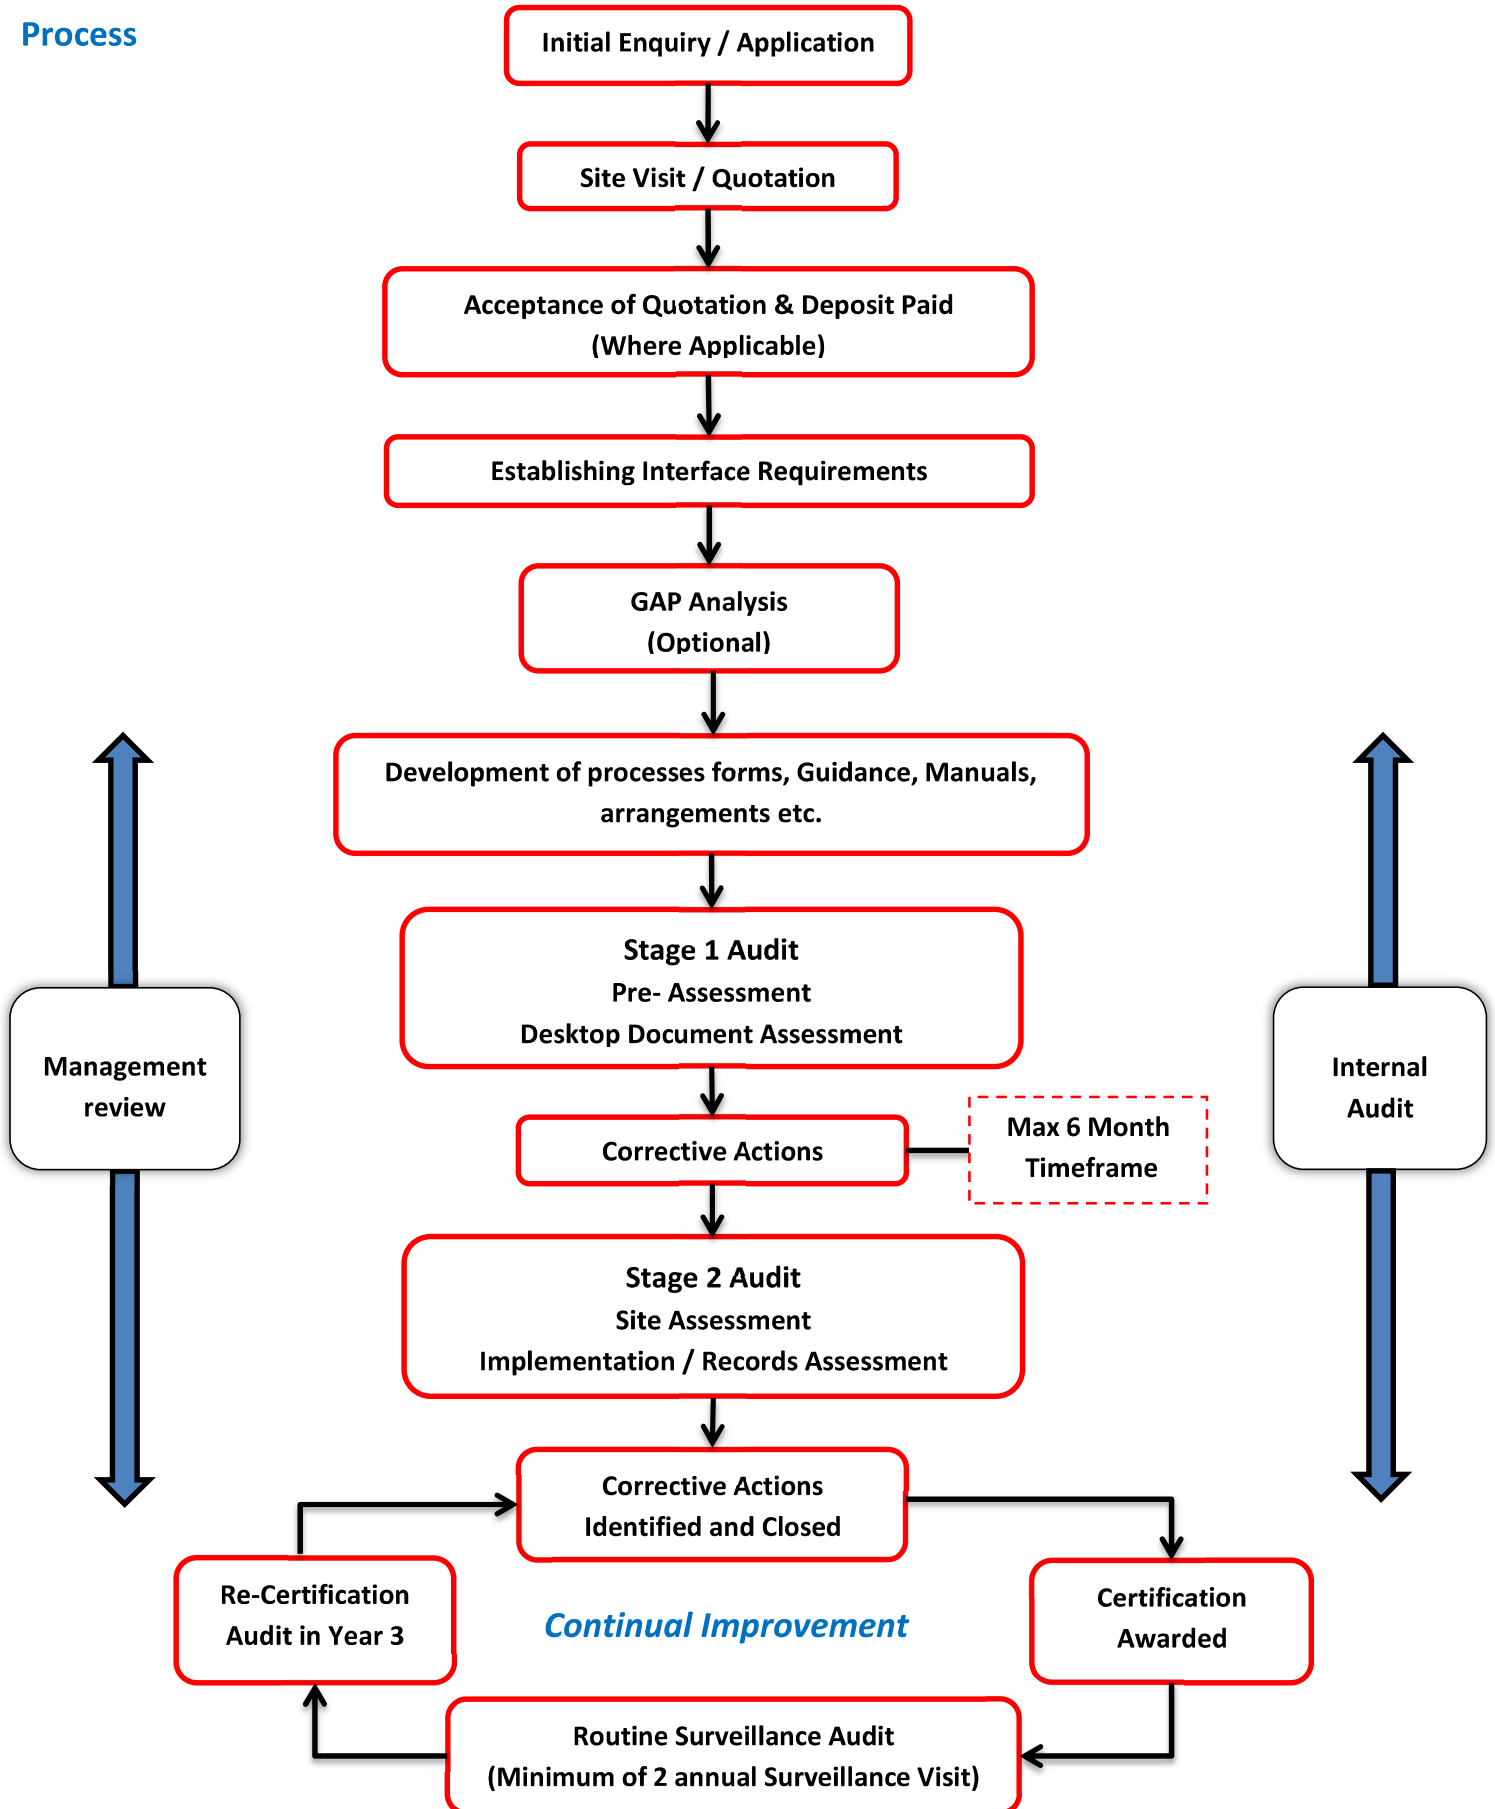 Process
Initial Enquiry / Application
Site Visit / Quotation
Acceptance of Quotation & Deposit Paid
(Where Applicable)
Establishing Interface Requirements
GAP Analysis
(Optional)
Development of processes forms, Guidance, Manuals,
arrangements etc.
Stage 1 Audit
Pre- Assessment
Desktop Document Assessment
Management
review
Internal
Audit
Corrective Actions
Max 6 Month
Timeframe
Stage 2 Audit
Site Assessment
Implementation / Records Assessment
Corrective Actions
Identified and Closed
Certification
Awarded
Routine Surveillance Audit
(Minimum of 2 annual Surveillance Visit)
Re-Certification
Audit in Year 3
Continual Improvement